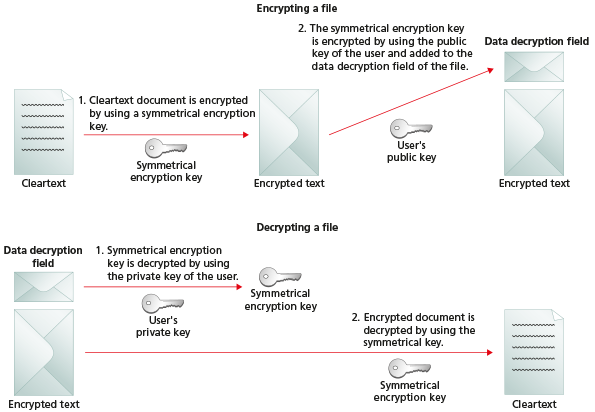 Encrypting a file
2. The symmetrical encryption key
is encrypted by using the public
key of the user and added to the
data decryption field of the file.
Data decryption field
1. Cleartext document is encrypted
by using a symmetrical encryption
key.
Symmetrical
encryption key
User's
public key
Cleartext
Encrypted text
Encrypted text
Decrypting a file
Data decryption
field
1. Symmetrical encryption
key is decrypted by using
the private key of the user.
Symmetrical
encryption key
User's
private key
2. Encrypted document is
decrypted by using the
symmetrical key.
Symmetrical
encryption key
Encrypted text
Cleartext